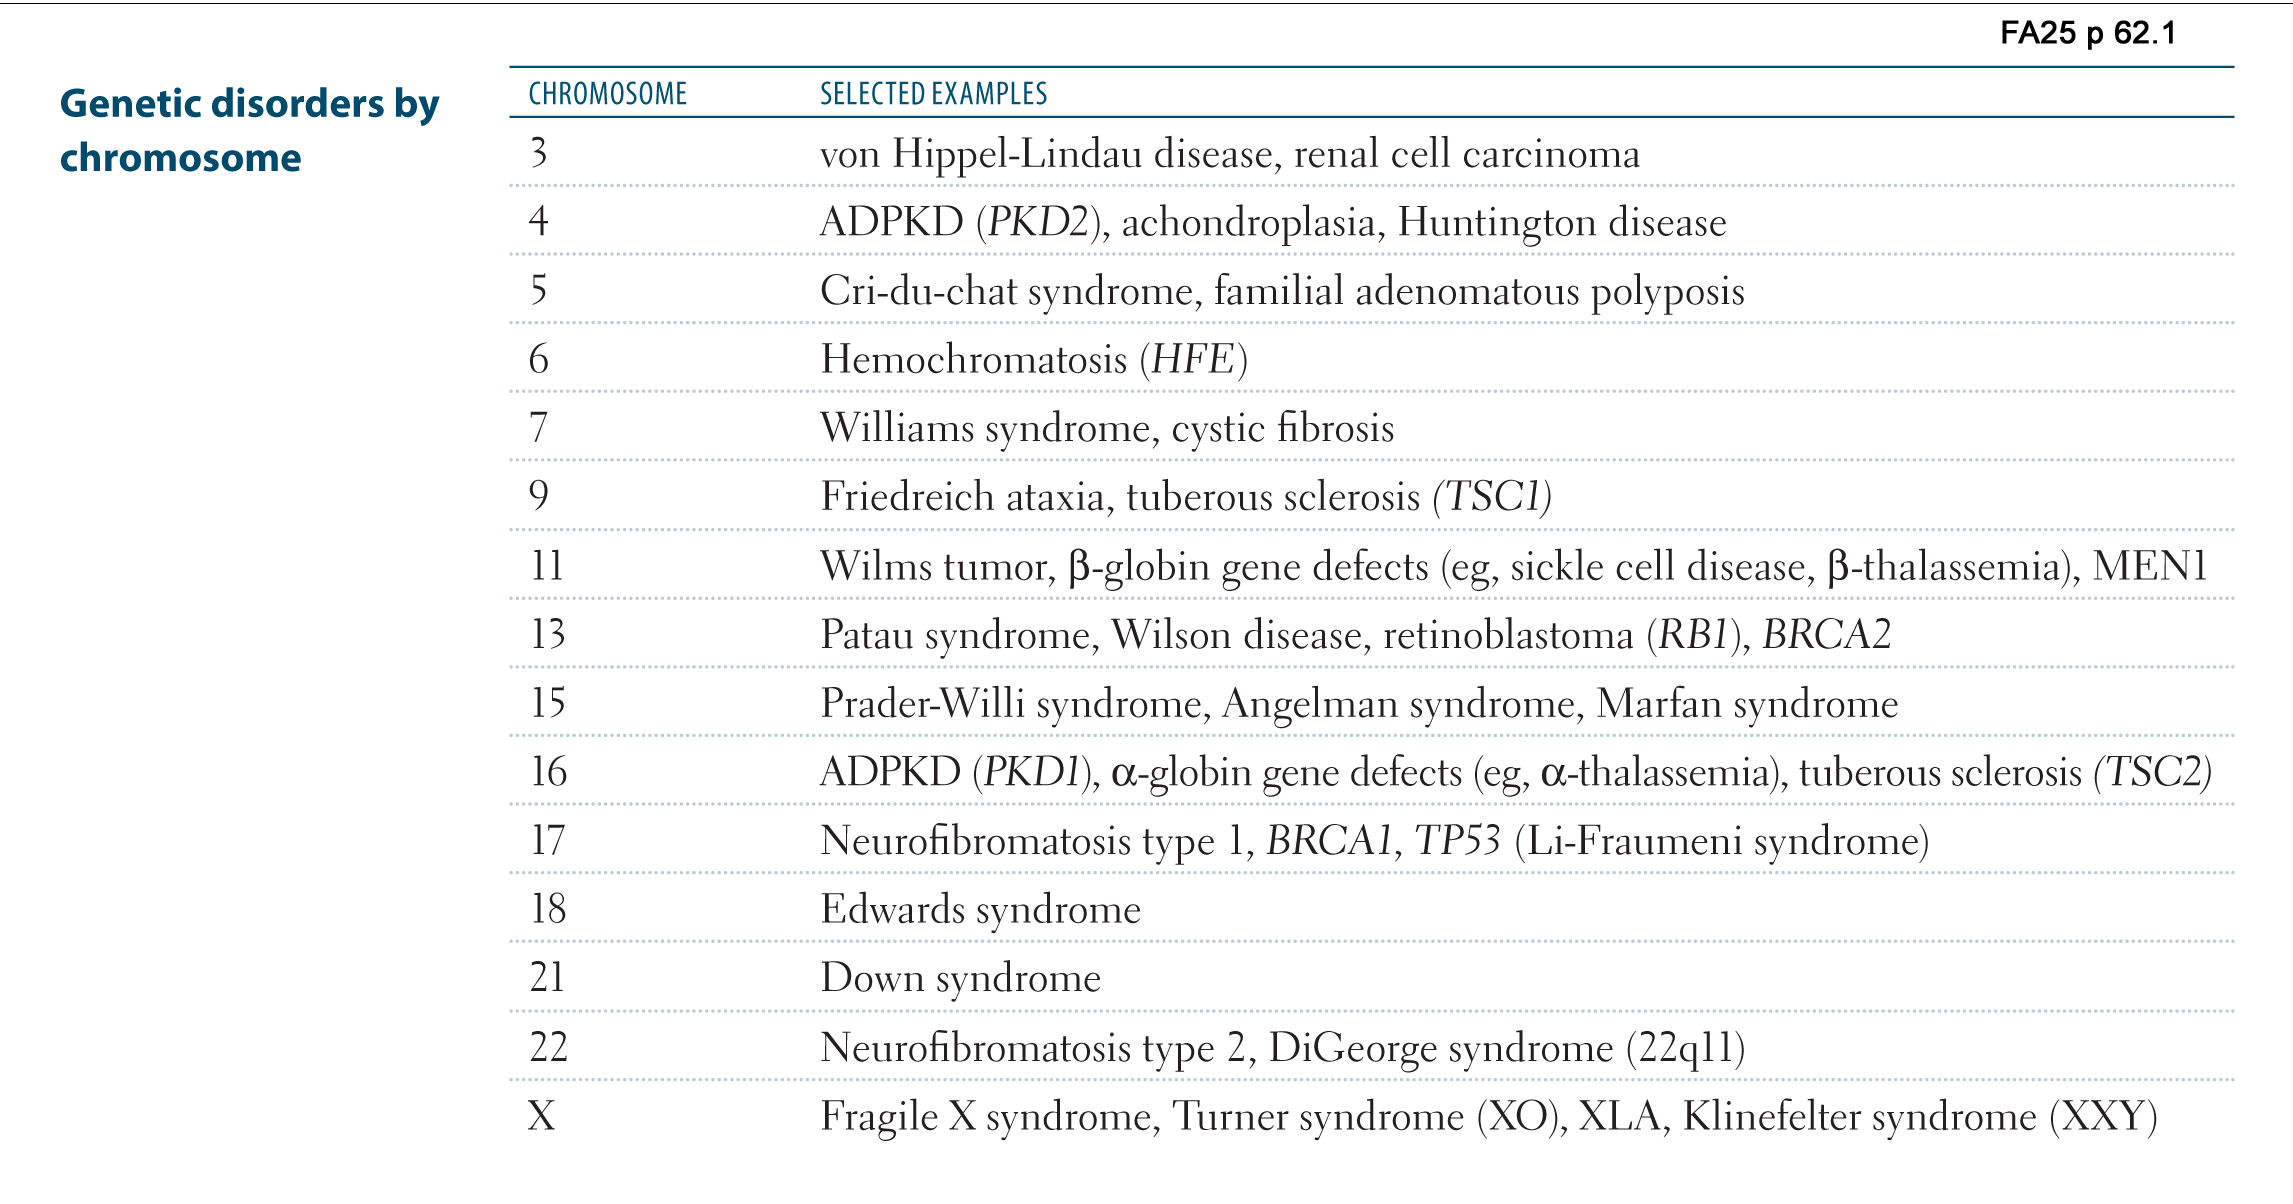 FA25 p 62.1
Genetic disorders by
chromosome
CHROMOSOME SELECTED EXAMPLES
3 von Hippel-Lindau disease, renal cell carcinoma
4 ADPKD (PKD2), achondroplasia, Huntington disease
5 Cri-du-chat syndrome, familial adenomatous polyposis
6 Hemochromatosis (HFE)
7 Williams syndrome, cystic fibrosis
9 Friedreich ataxia, tuberous sclerosis (TSC1)
11 Wilms tumor, β-globin gene defects (eg, sickle cell disease, β-thalassemia), MEN1
13 Patau syndrome, Wilson disease, retinoblastoma (RB1), BRCA2
15 Prader-Willi syndrome, Angelman syndrome, Marfan syndrome
16 ADPKD (PKD1), α-globin gene defects (eg, α-thalassemia), tuberous sclerosis (TSC2)
17 Neurofibromatosis type 1, BRCA1, TP53 (Li-Fraumeni syndrome)
18 Edwards syndrome
21 Down syndrome
22 Neurofibromatosis type 2, DiGeorge syndrome (22q11)
X Fragile X syndrome, Turner syndrome (XO), XLA, Klinefelter syndrome (XXY)